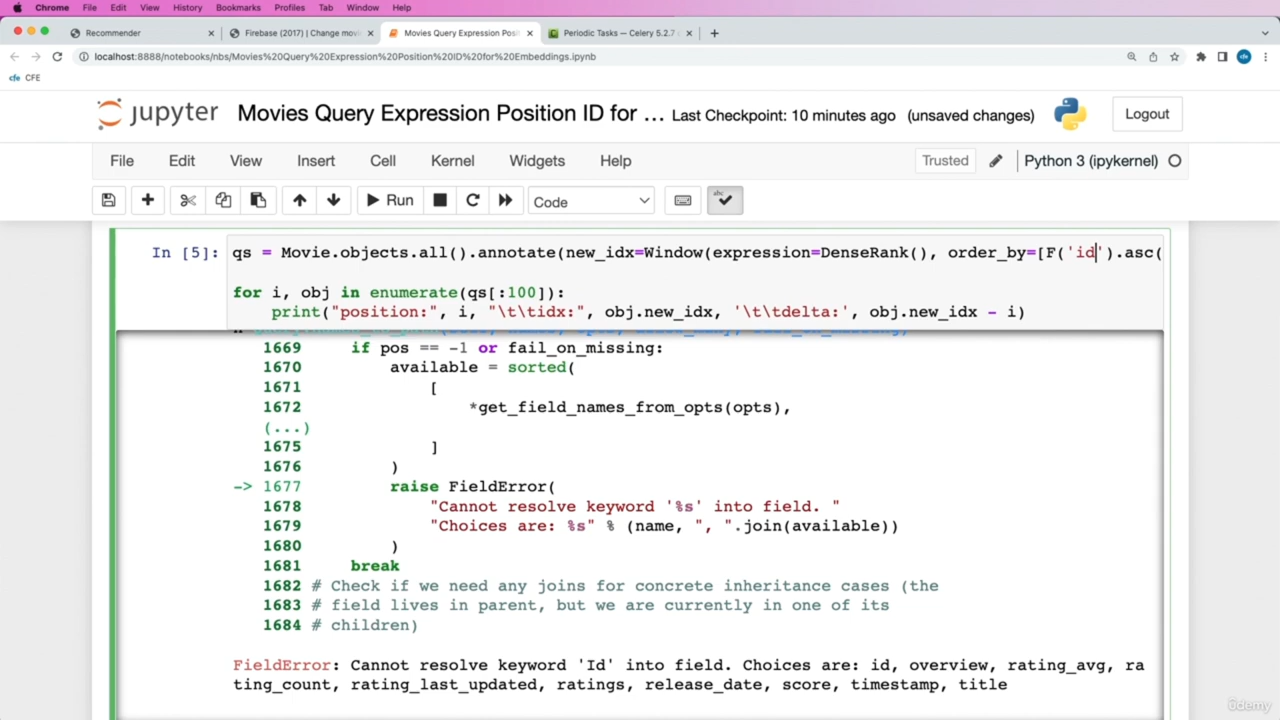 Chrome File Edit View History Bookmarks Profiles Tab Window Help
Recommender Firebase (2017) | Change movi Movies Query Expression Posit Periodic Tasks — Celery 5.2.7
localhost:8888/notebooks/nbs/Movies%20Query%20Expression%20Position%20ID%20for%20Embeddings.ipynb
cfe CFE
jupyter Movies Query Expression Position ID for ... Last Checkpoint: 10 minutes ago (unsaved changes) Logout
File Edit View Insert Cell Kernel Widgets Help Trusted Python 3 (ipykernel)
Run Code abc
In [5]: qs = Movie.objects.all().annotate(new_idx=Window(expression=DenseRank(), order_by=[F('id').asc(
for i, obj in enumerate(qs[:100]):
print("position:", i, "\t\tidx:", obj.new_idx, '\t\tdelta:', obj.new_idx - i)
1669 if pos == -1 or fail_on_missing:
1670 available = sorted(
1671 [
1672 *get_field_names_from_opts(opts),
(...)
1675 ]
1676 )
-> 1677 raise FieldError(
1678 "Cannot resolve keyword '%s' into field. "
1679 "Choices are: %s" % (name, ", ".join(available))
1680 )
1681 break
1682 # Check if we need any joins for concrete inheritance cases (the
1683 # field lives in parent, but we are currently in one of its
1684 # children)
FieldError: Cannot resolve keyword 'Id' into field. Choices are: id, overview, rating_avg, ra
ting_count, rating_last_updated, ratings, release_date, score, timestamp, title
ûdemy